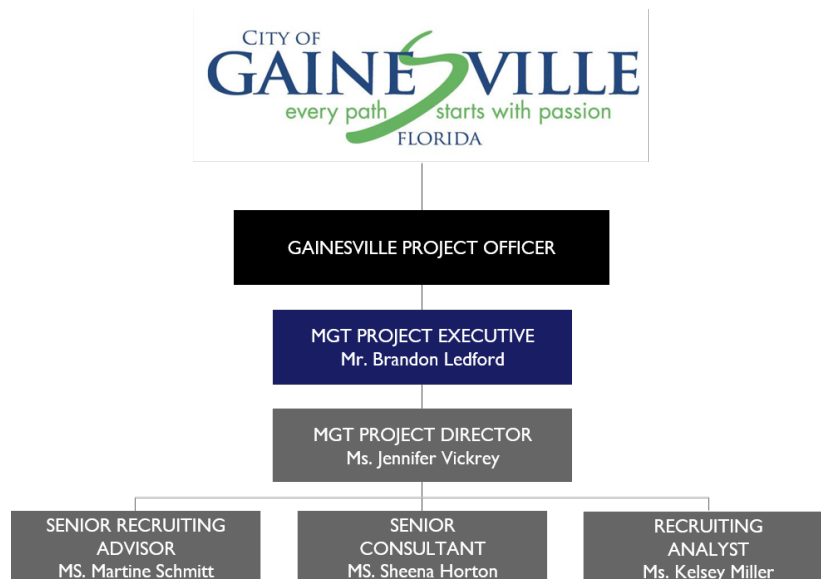 CITY OF
GAINESVILLE
every path starts with passion
FLORIDA
GAINESVILLE PROJECT OFFICER
MGT PROJECT EXECUTIVE
Mr. Brandon Ledford
MGT PROJECT DIRECTOR
Ms. Jennifer Vickrey
SENIOR RECRUITING
ADVISOR
MS. Martine Schmitt
SENIOR
CONSULTANT
MS. Sheena Horton
RECRUITING
ANALYST
Ms. Kelsey Miller